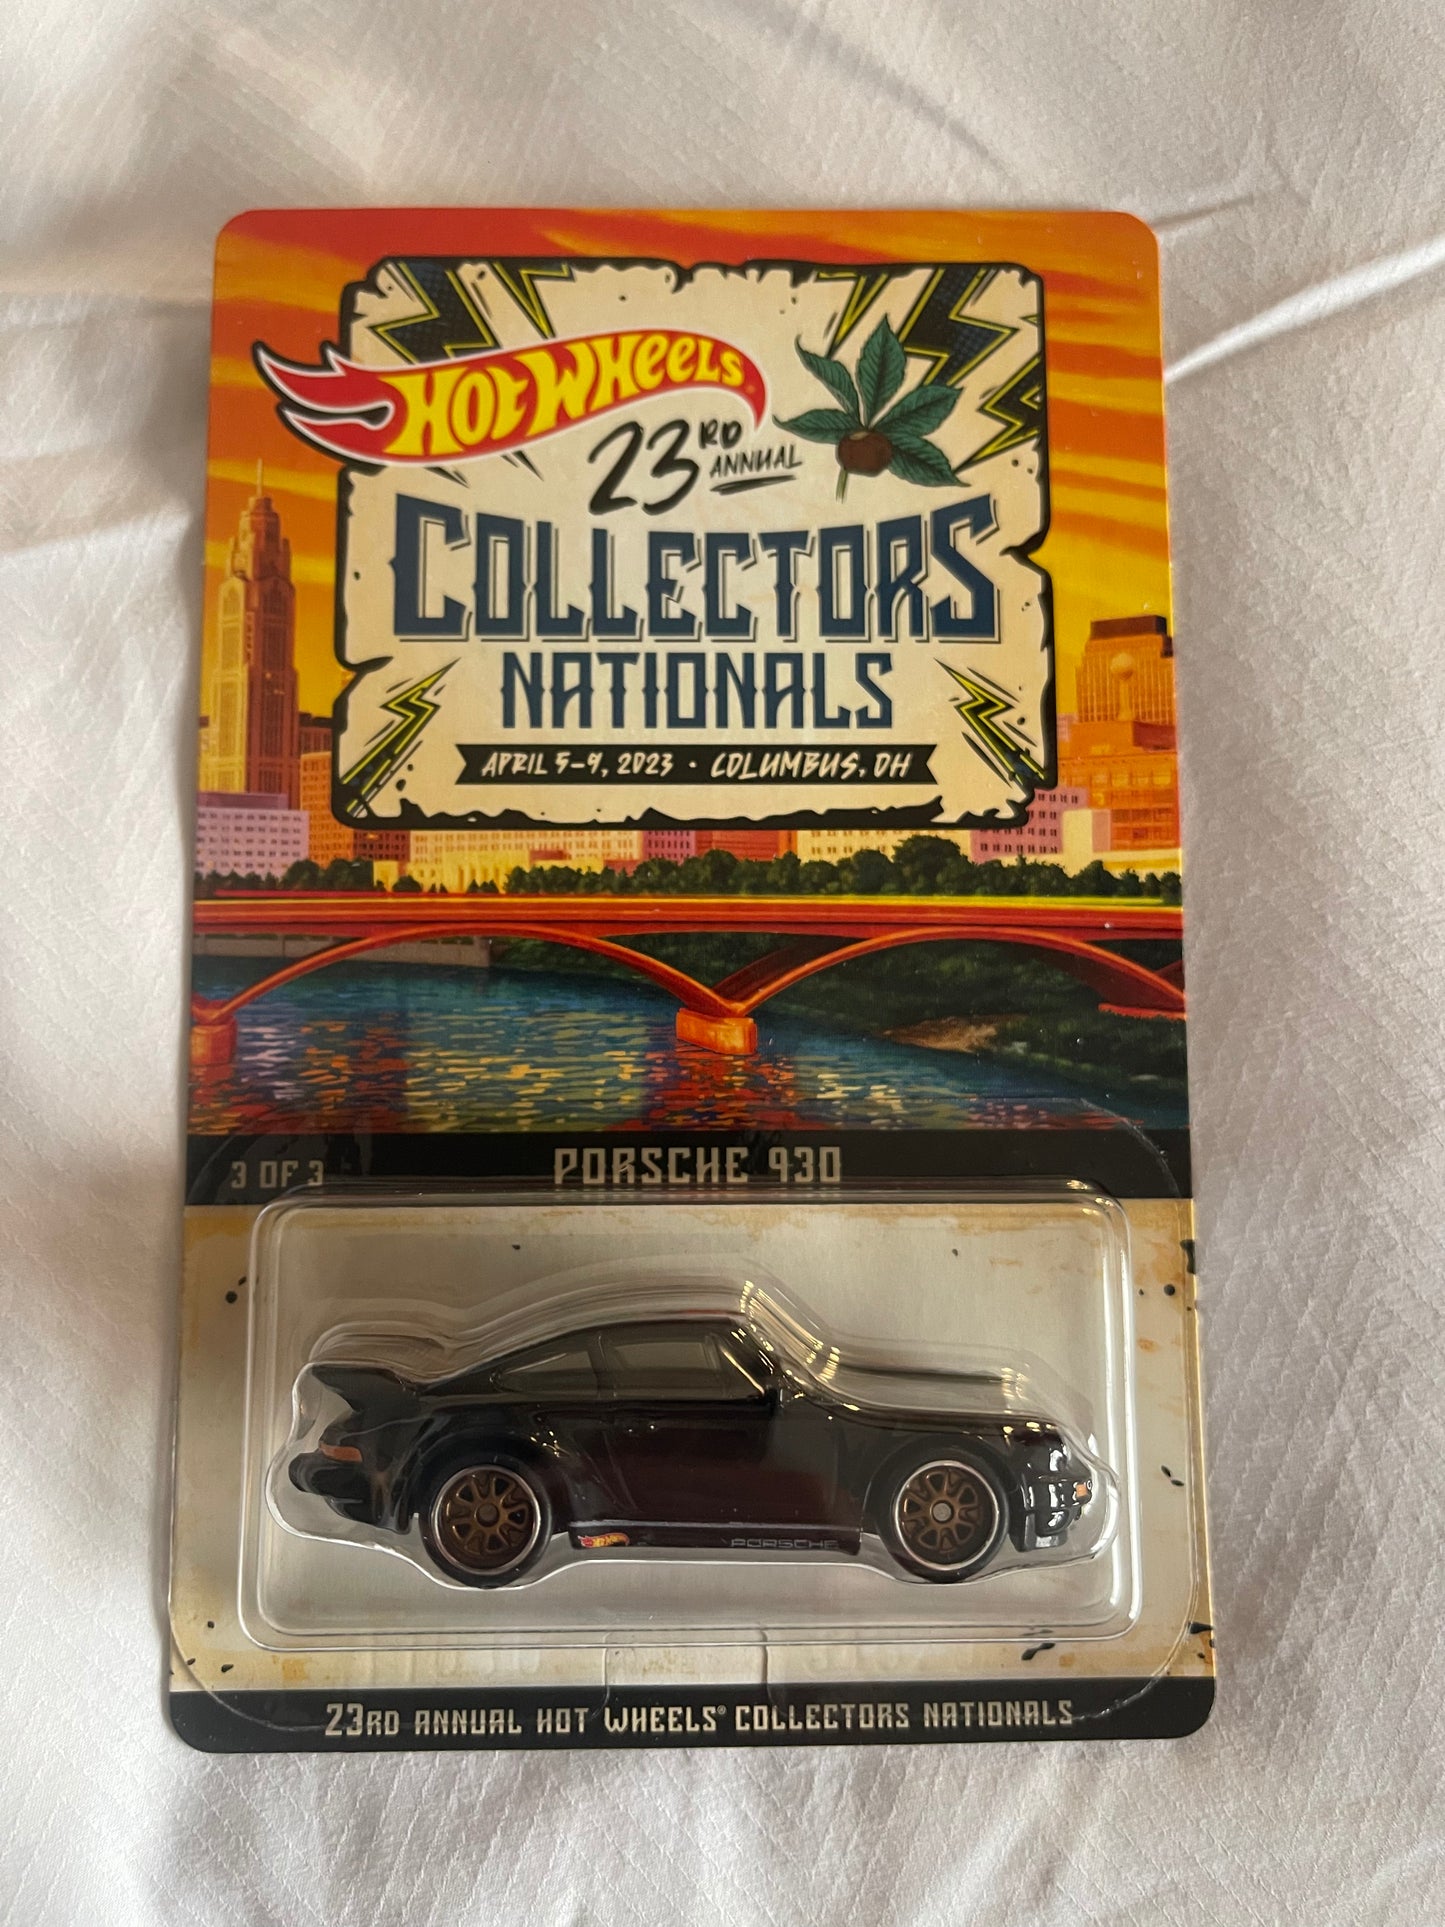 HOT WHEELS
23RD ANNUAL
COLLECTORS
NATIONALS
APRIL 5-9, 2023 · COLUMBUS, OH
3 OF 3
PORSCHE 930
PORSCHE
23RD ANNUAL HOT WHEELS® COLLECTORS NATIONALS